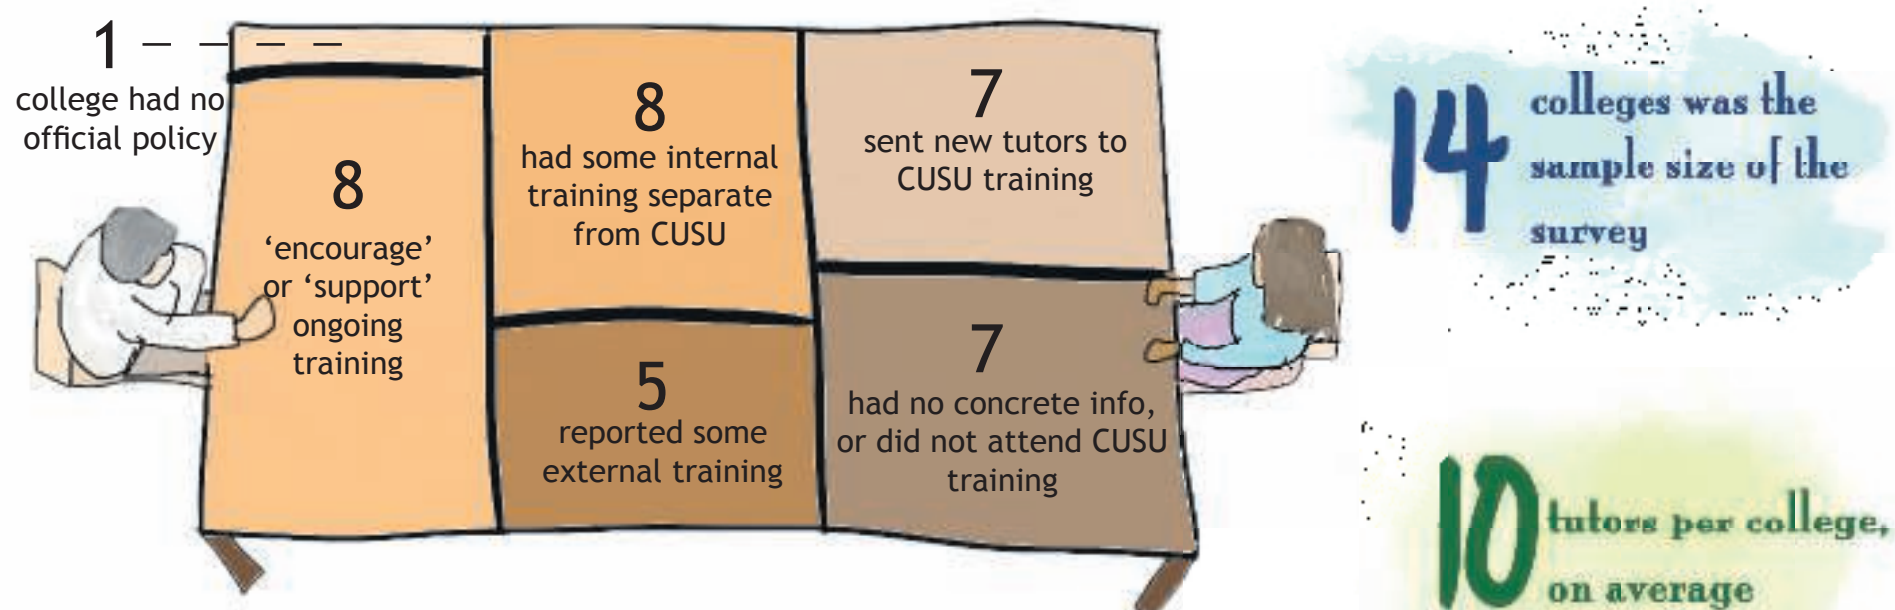 1
college had no
official policy
8
‘encourage’
or ‘support’
ongoing
training
8
had some internal
training separate
from CUSU
5
reported some
external training
7
sent new tutors to
CUSU training
7
had no concrete info,
or did not attend CUSU
training
14
colleges was the
sample size of the
survey
10
tutors per college,
on average